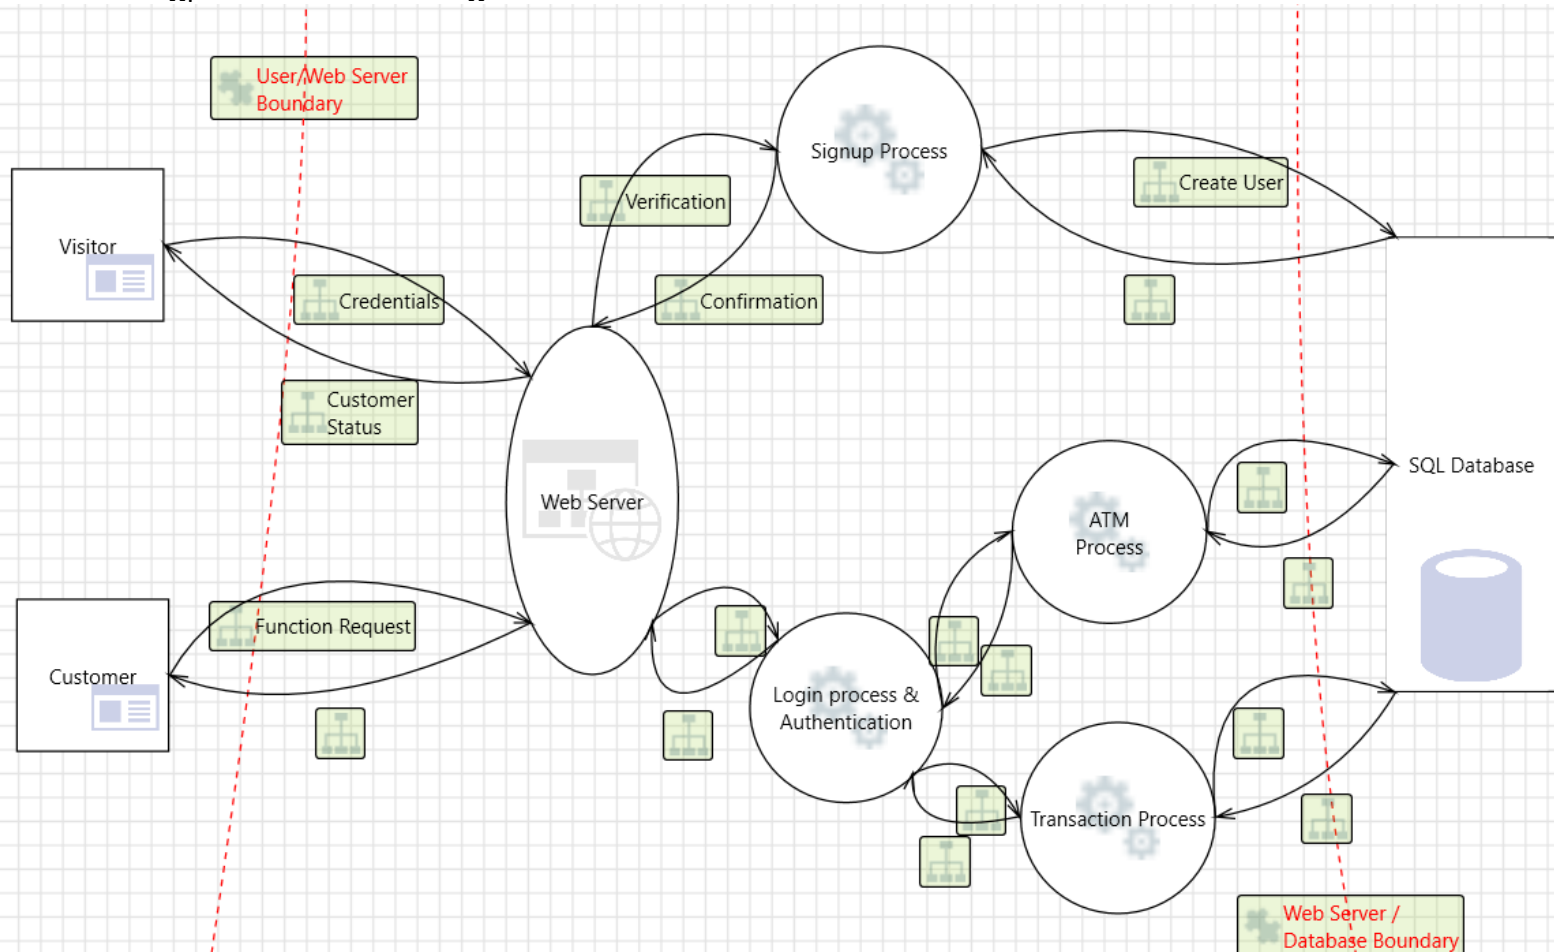 User/Web Server
Boundary
Signup Process
Create User
Verification
Visitor
Credentials
Confirmation
Customer
Status
SQL Database
Web Server
ATM
Process
Function Request
Customer
Login process &
Authentication
Transaction Process
Web Server /
Database Boundary